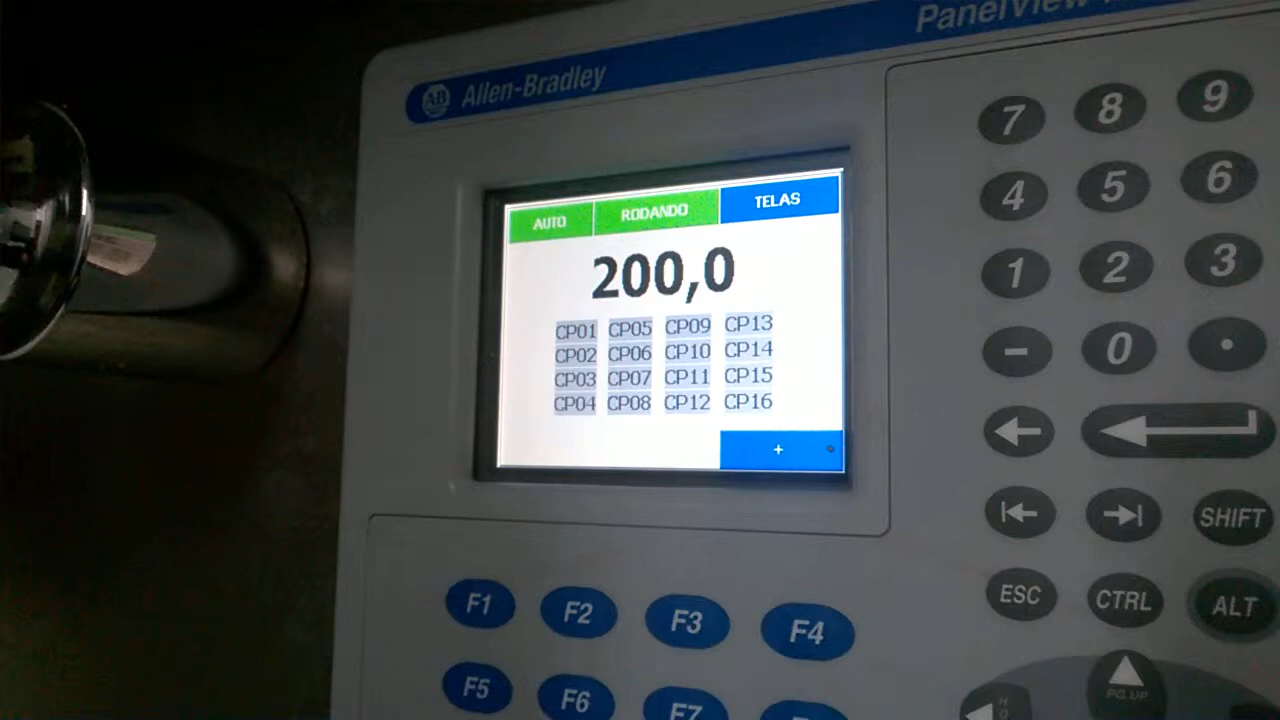 Allen-Bradley
AB
PanelView
AUTO RODANDO TELAS
200,0
CP01 CP05 CP09 CP13
CP02 CP06 CP10 CP14
CP03 CP07 CP11 CP15
CP04 CP08 CP12 CP16
+
7 8 9
4 5 6
1 2 3
- 0 .
SHIFT
ESC CTRL ALT
F1 F2 F3 F4
F5 F6 F7
PG UP